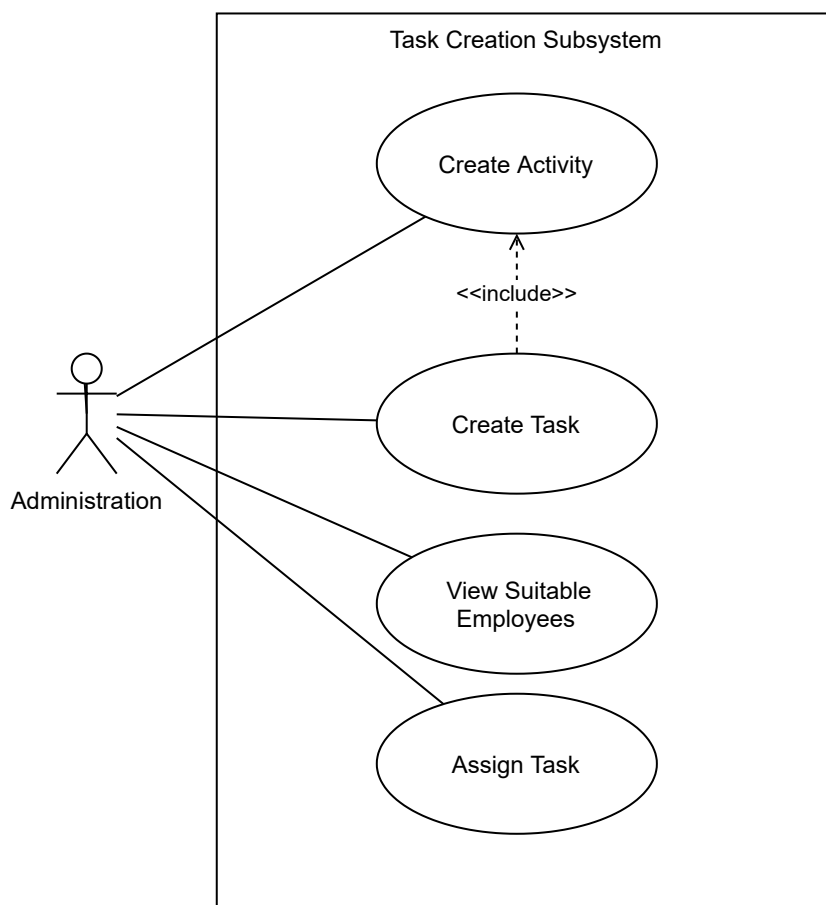 Task Creation Subsystem
Create Activity
<<include>>
Create Task
Administration
View Suitable
Employees
Assign Task